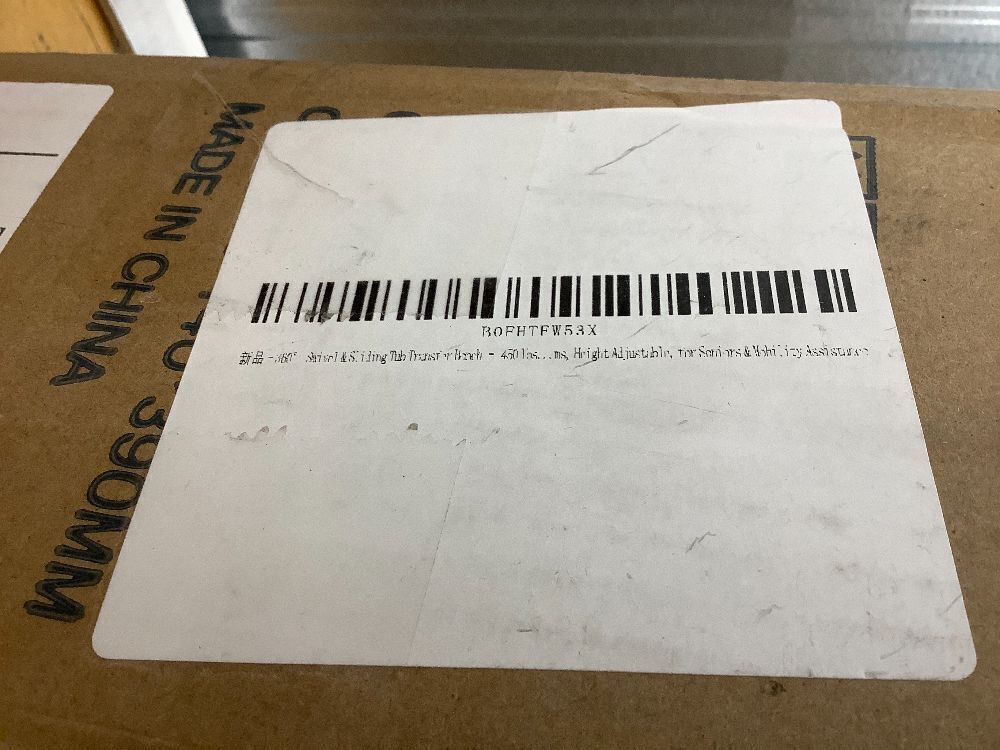 B0FHTFW53X
新品 - 360° Swivel & Sliding Tub Transfer Bench - 450 lbs...ms, Height Adjustable, for Seniors & Mobility Assistance
MADE IN CHINA
390MM